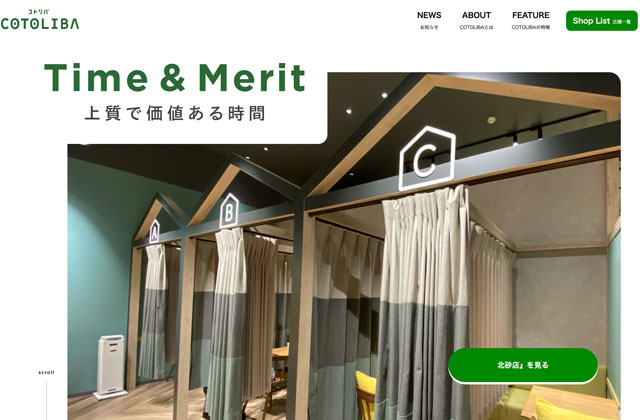 コトリバ
COTOLIBA
NEWS
お知らせ
ABOUT
COTOLIBAとは
FEATURE
COTOLIBAの特徴
Shop List 店舗一覧
Time & Merit
上質で価値ある時間
A
B
C
scroll
北砂店』を見る